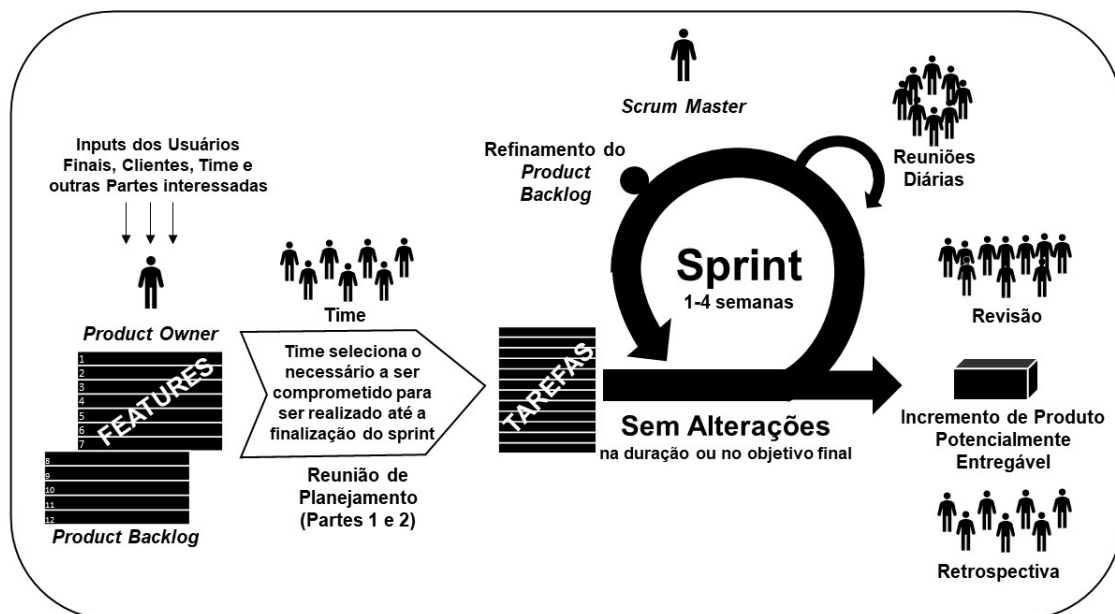 Inputs dos Usuários
Finais, Clientes, Time e
outras Partes interessadas
Product Owner
1
2
3
4
5
6
7
FEATURES
8
9
10
11
12
Product Backlog
Time
Time seleciona o
necessário a ser
comprometido para
ser realizado até a
finalização do sprint
Reunião de
Planejamento
(Partes 1 e 2)
TAREFAS
Scrum Master
Refinamento do
Product
Backlog
Sprint
1-4 semanas
Sem Alterações
na duração ou no objetivo final
Reuniões
Diárias
Revisão
Incremento de Produto
Potencialmente
Entregável
Retrospectiva